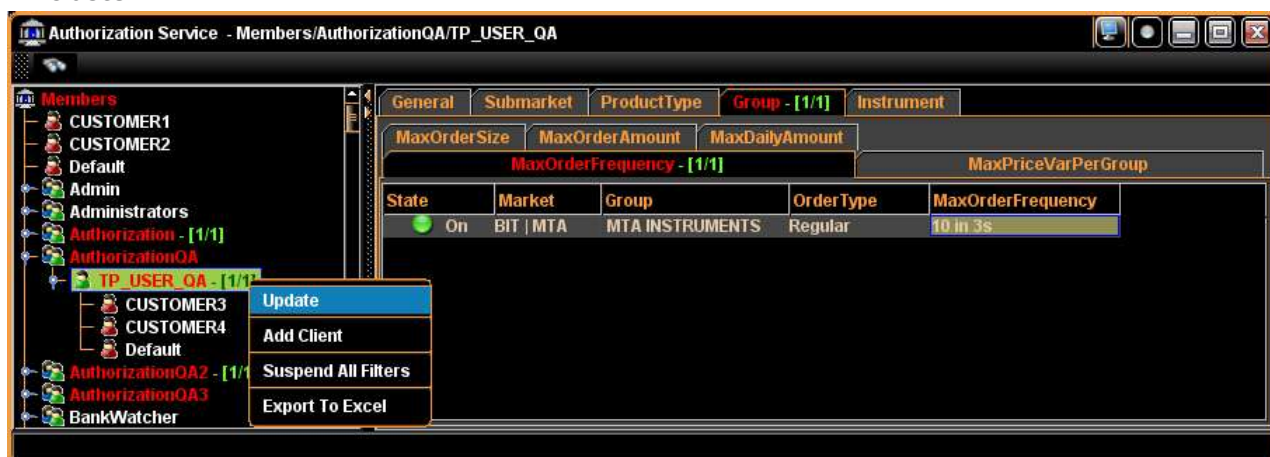 Authorization Service - Members/AuthorizationQA/TP_USER_QA
Members
CUSTOMER1
CUSTOMER2
Default
Admin
Administrators
Authorization - [1/1]
AuthorizationQA
TP_USER_QA - [1/1]
CUSTOMER3
CUSTOMER4
Default
AuthorizationQA2 - [1/1
AuthorizationQA3
BankWatcher
Update
Add Client
Suspend All Filters
Export To Excel
General Submarket ProductType Group - [1/1] Instrument
MaxOrderSize MaxOrderAmount MaxDailyAmount
MaxOrderFrequency - [1/1] MaxPriceVarPerGroup
State Market Group OrderType MaxOrderFrequency
On BIT | MTA MTA INSTRUMENTS Regular 10 in 3s